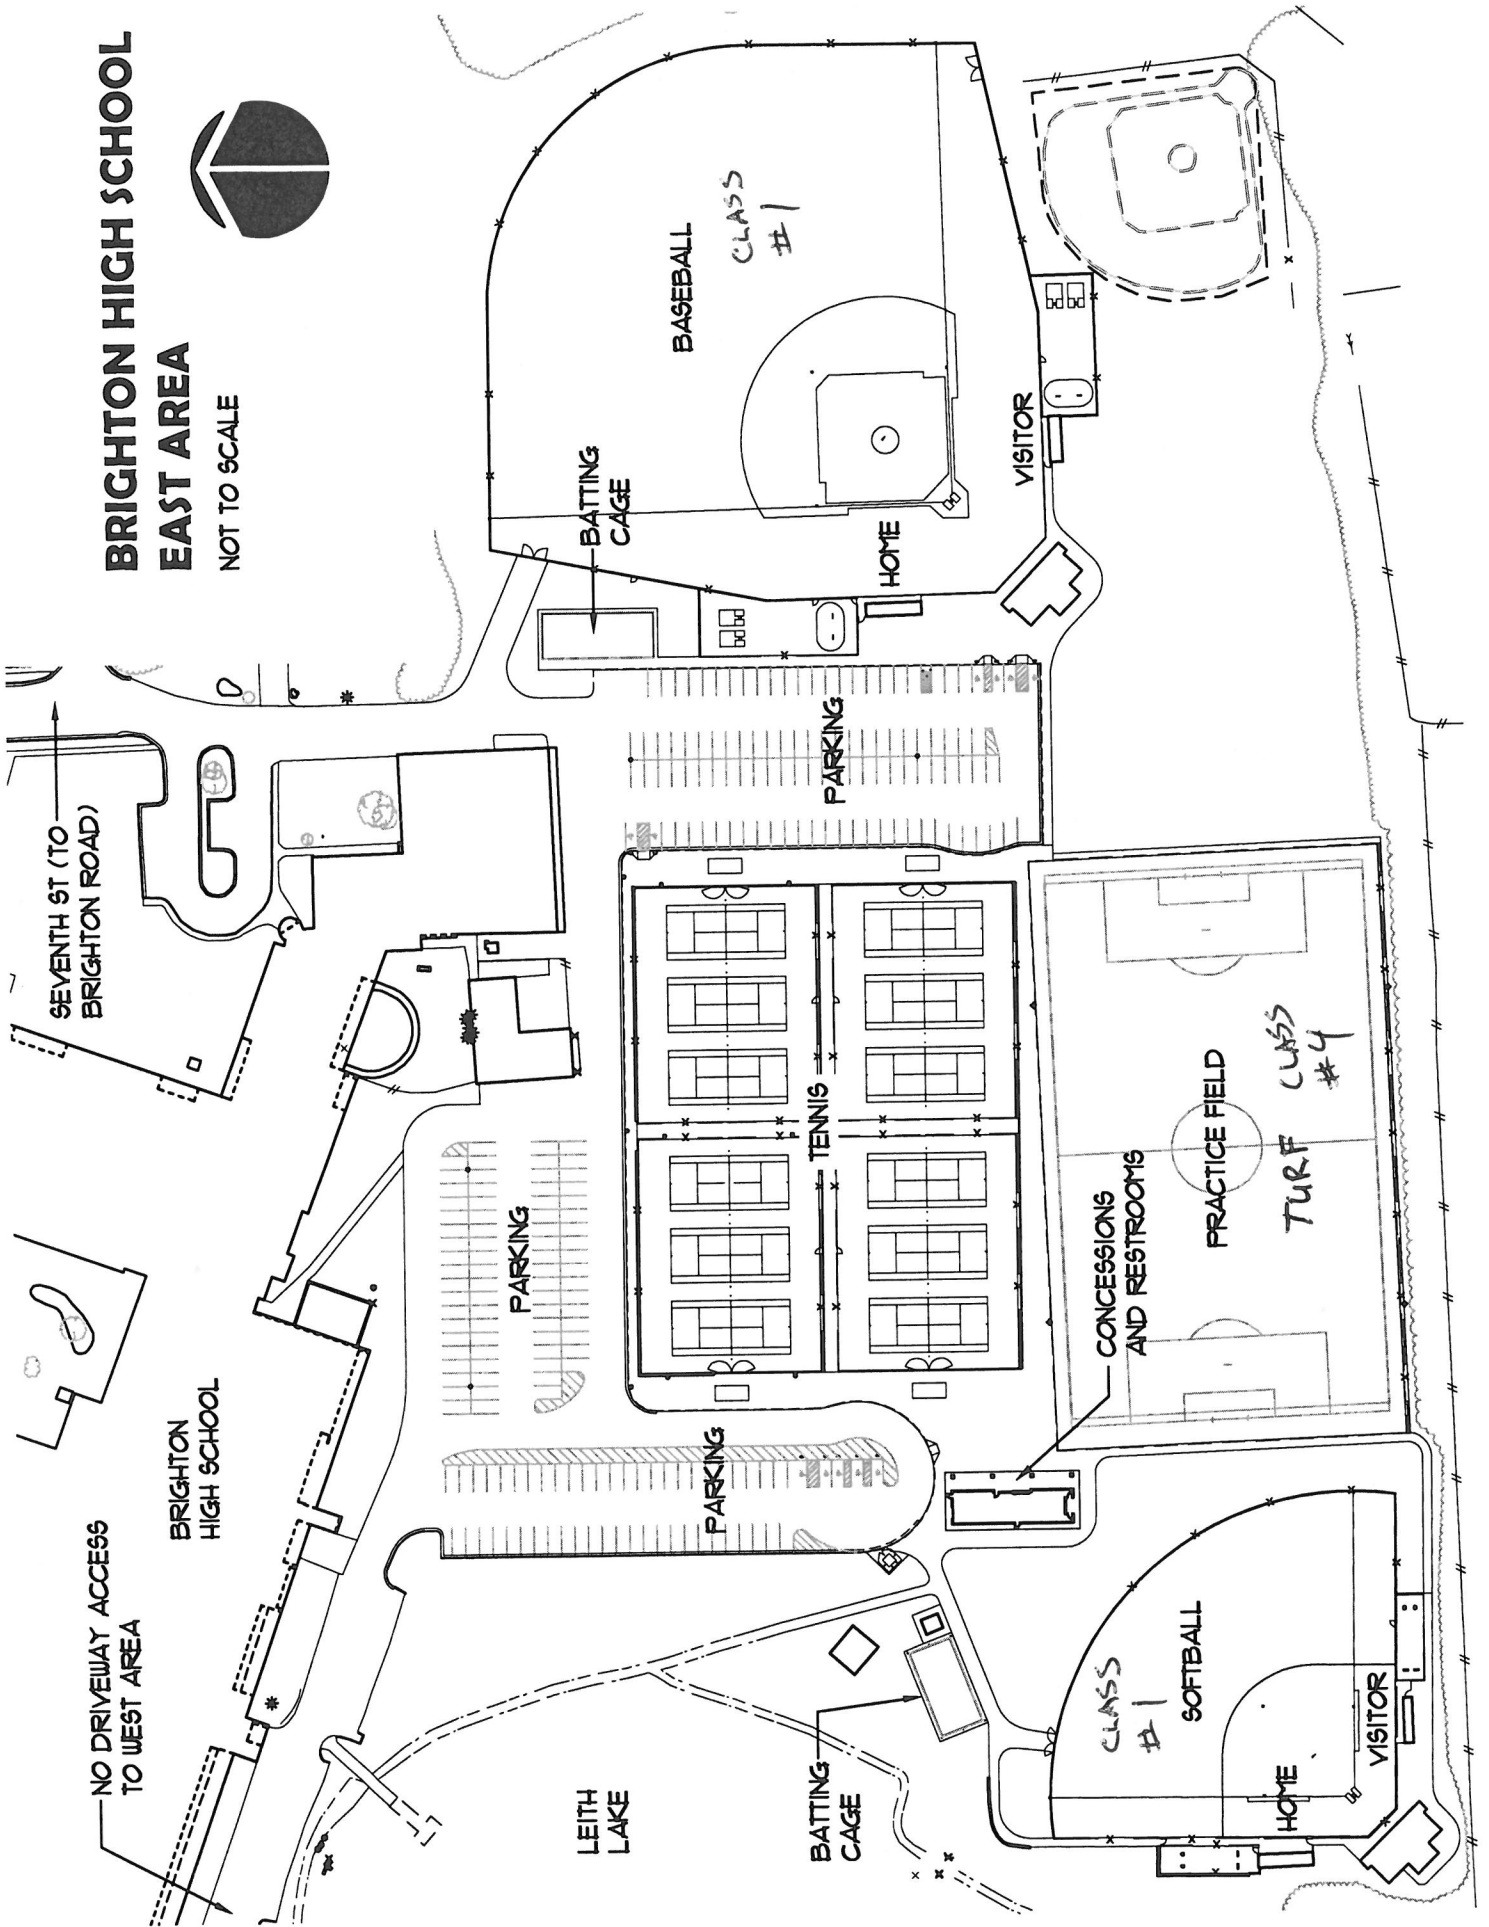 BRIGHTON HIGH SCHOOL
EAST AREA
NOT TO SCALE
SEVENTH ST (TO
BRIGHTON ROAD)
NO DRIVEWAY ACCESS
TO WEST AREA
BRIGHTON
HIGH SCHOOL
BATTING
CAGE
BASEBALL
CLASS
#1
HOME
VISITOR
PARKING
PARKING
PARKING
TENNIS
LEITH
LAKE
BATTING
CAGE
CONCESSIONS
AND RESTROOMS
PRACTICE FIELD
TURF CLASS
#4
CLASS
#1
SOFTBALL
HOME
VISITOR